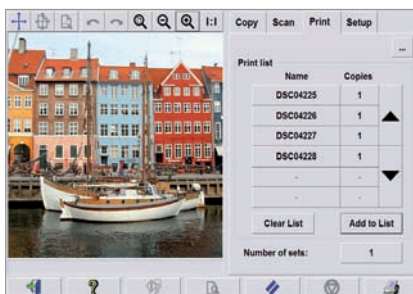 1:1 Copy Scan Print Setup
...
Print list
Name Copies
DSC04225 1
DSC04226 1
DSC04227 1
DSC04228 1
- -
- -
Clear List Add to List
Number of sets: 1